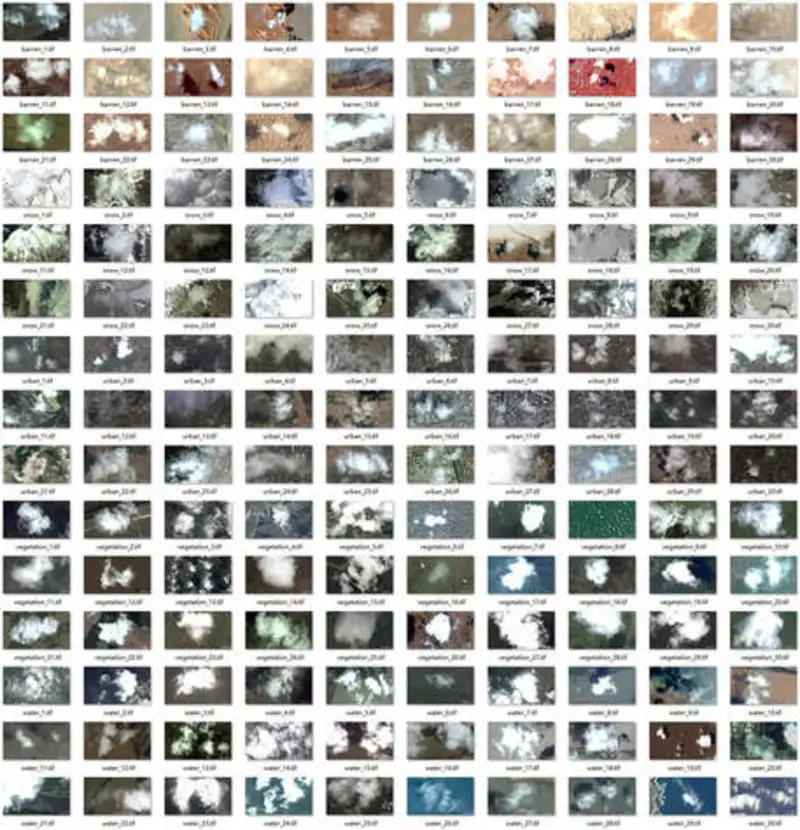 barren_1.tif barren_2.tif barren_3.tif barren_4.tif barren_5.tif barren_6.tif barren_7.tif barren_8.tif barren_9.tif barren_10.tif
barren_11.tif barren_12.tif barren_13.tif barren_14.tif barren_15.tif barren_16.tif barren_17.tif barren_18.tif barren_19.tif barren_20.tif
barren_21.tif barren_22.tif barren_23.tif barren_24.tif barren_25.tif barren_26.tif barren_27.tif barren_28.tif barren_29.tif barren_30.tif
snow_1.tif snow_2.tif snow_3.tif snow_4.tif snow_5.tif snow_6.tif snow_7.tif snow_8.tif snow_9.tif snow_10.tif
snow_11.tif snow_12.tif snow_13.tif snow_14.tif snow_15.tif snow_16.tif snow_17.tif snow_18.tif snow_19.tif snow_20.tif
snow_21.tif snow_22.tif snow_23.tif snow_24.tif snow_25.tif snow_26.tif snow_27.tif snow_28.tif snow_29.tif snow_30.tif
urban_1.tif urban_2.tif urban_3.tif urban_4.tif urban_5.tif urban_6.tif urban_7.tif urban_8.tif urban_9.tif urban_10.tif
urban_11.tif urban_12.tif urban_13.tif urban_14.tif urban_15.tif urban_16.tif urban_17.tif urban_18.tif urban_19.tif urban_20.tif
urban_21.tif urban_22.tif urban_23.tif urban_24.tif urban_25.tif urban_26.tif urban_27.tif urban_28.tif urban_29.tif urban_30.tif
vegetation_1.tif vegetation_2.tif vegetation_3.tif vegetation_4.tif vegetation_5.tif vegetation_6.tif vegetation_7.tif vegetation_8.tif vegetation_9.tif vegetation_10.tif
vegetation_11.tif vegetation_12.tif vegetation_13.tif vegetation_14.tif vegetation_15.tif vegetation_16.tif vegetation_17.tif vegetation_18.tif vegetation_19.tif vegetation_20.tif
vegetation_21.tif vegetation_22.tif vegetation_23.tif vegetation_24.tif vegetation_25.tif vegetation_26.tif vegetation_27.tif vegetation_28.tif vegetation_29.tif vegetation_30.tif
water_1.tif water_2.tif water_3.tif water_4.tif water_5.tif water_6.tif water_7.tif water_8.tif water_9.tif water_10.tif
water_11.tif water_12.tif water_13.tif water_14.tif water_15.tif water_16.tif water_17.tif water_18.tif water_19.tif water_20.tif
water_21.tif water_22.tif water_23.tif water_24.tif water_25.tif water_26.tif water_27.tif water_28.tif water_29.tif water_30.tif